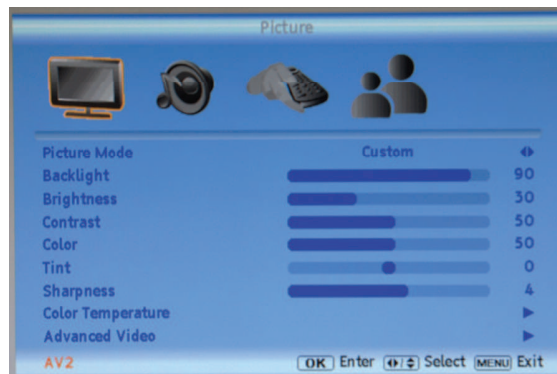 Picture
Picture Mode Custom
Backlight 90
Brightness 30
Contrast 50
Color 50
Tint 0
Sharpness 4
Color Temperature
Advanced Video
AV2 OK Enter Select MENU Exit